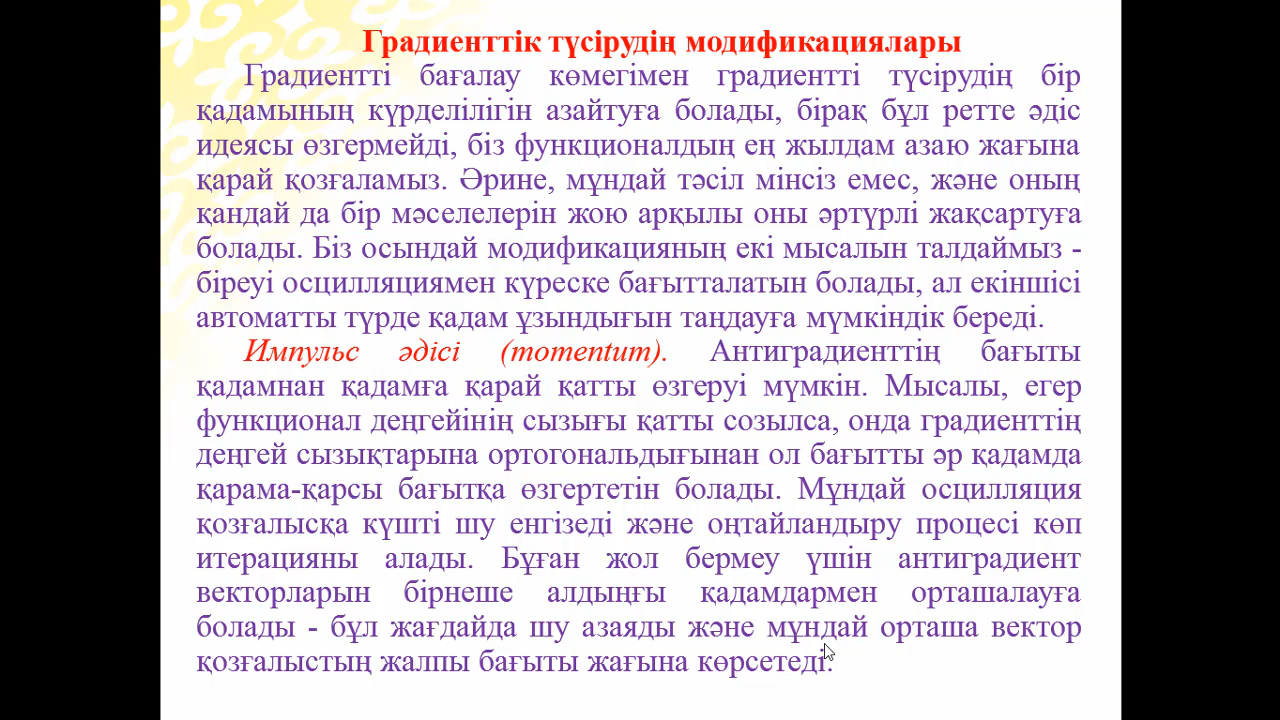 Градиенттік түсірудің модификациялары
Градиентті бағалау көмегімен градиентті түсірудің бір
қадамының күрделілігін азайтуға болады, бірақ бұл ретте әдіс
идеясы өзгермейді, біз функционалдың ең жылдам азаю жағына
қарай қозғаламыз. Әрине, мұндай тәсіл мінсіз емес, және оның
қандай да бір мәселелерін жою арқылы оны әртүрлі жақсартуға
болады. Біз осындай модификацияның екі мысалын талдаймыз -
біреуі осцилляциямен күреске бағытталатын болады, ал екіншісі
автоматты түрде қадам ұзындығын таңдауға мүмкіндік береді.
Импульс әдісі (momentum). Антиградиенттің бағыты
қадамнан қадамға қарай қатты өзгеруі мүмкін. Мысалы, егер
функционал деңгейінің сызығы қатты созылса, онда градиенттің
деңгей сызықтарына ортогональдығынан ол бағытты әр қадамда
қарама-қарсы бағытқа өзгертетін болады. Мұндай осцилляция
қозғалысқа күшті шу енгізеді және оңтайландыру процесі көп
итерацияны алады. Бұған жол бермеу үшін антиградиент
векторларын бірнеше алдыңғы қадамдармен орташалауға
болады - бұл жағдайда шу азаяды және мұндай орташа вектор
қозғалыстың жалпы бағыты жағына көрсетеді.